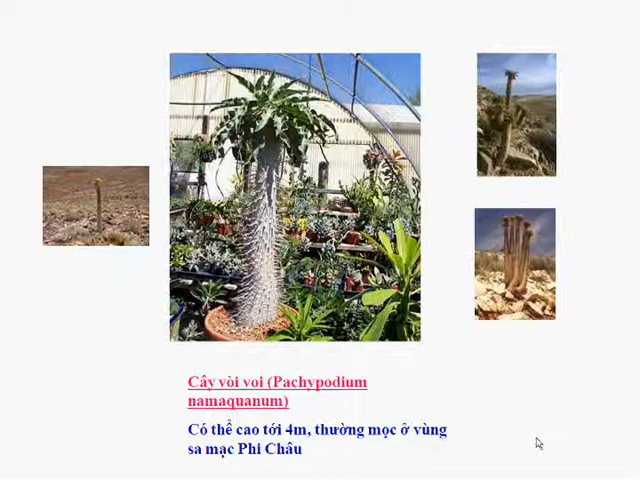 Cây vòi voi (Pachypodium
namaquanum)
Có thể cao tới 4m, thường mọc ở vùng
sa mạc Phi Châu